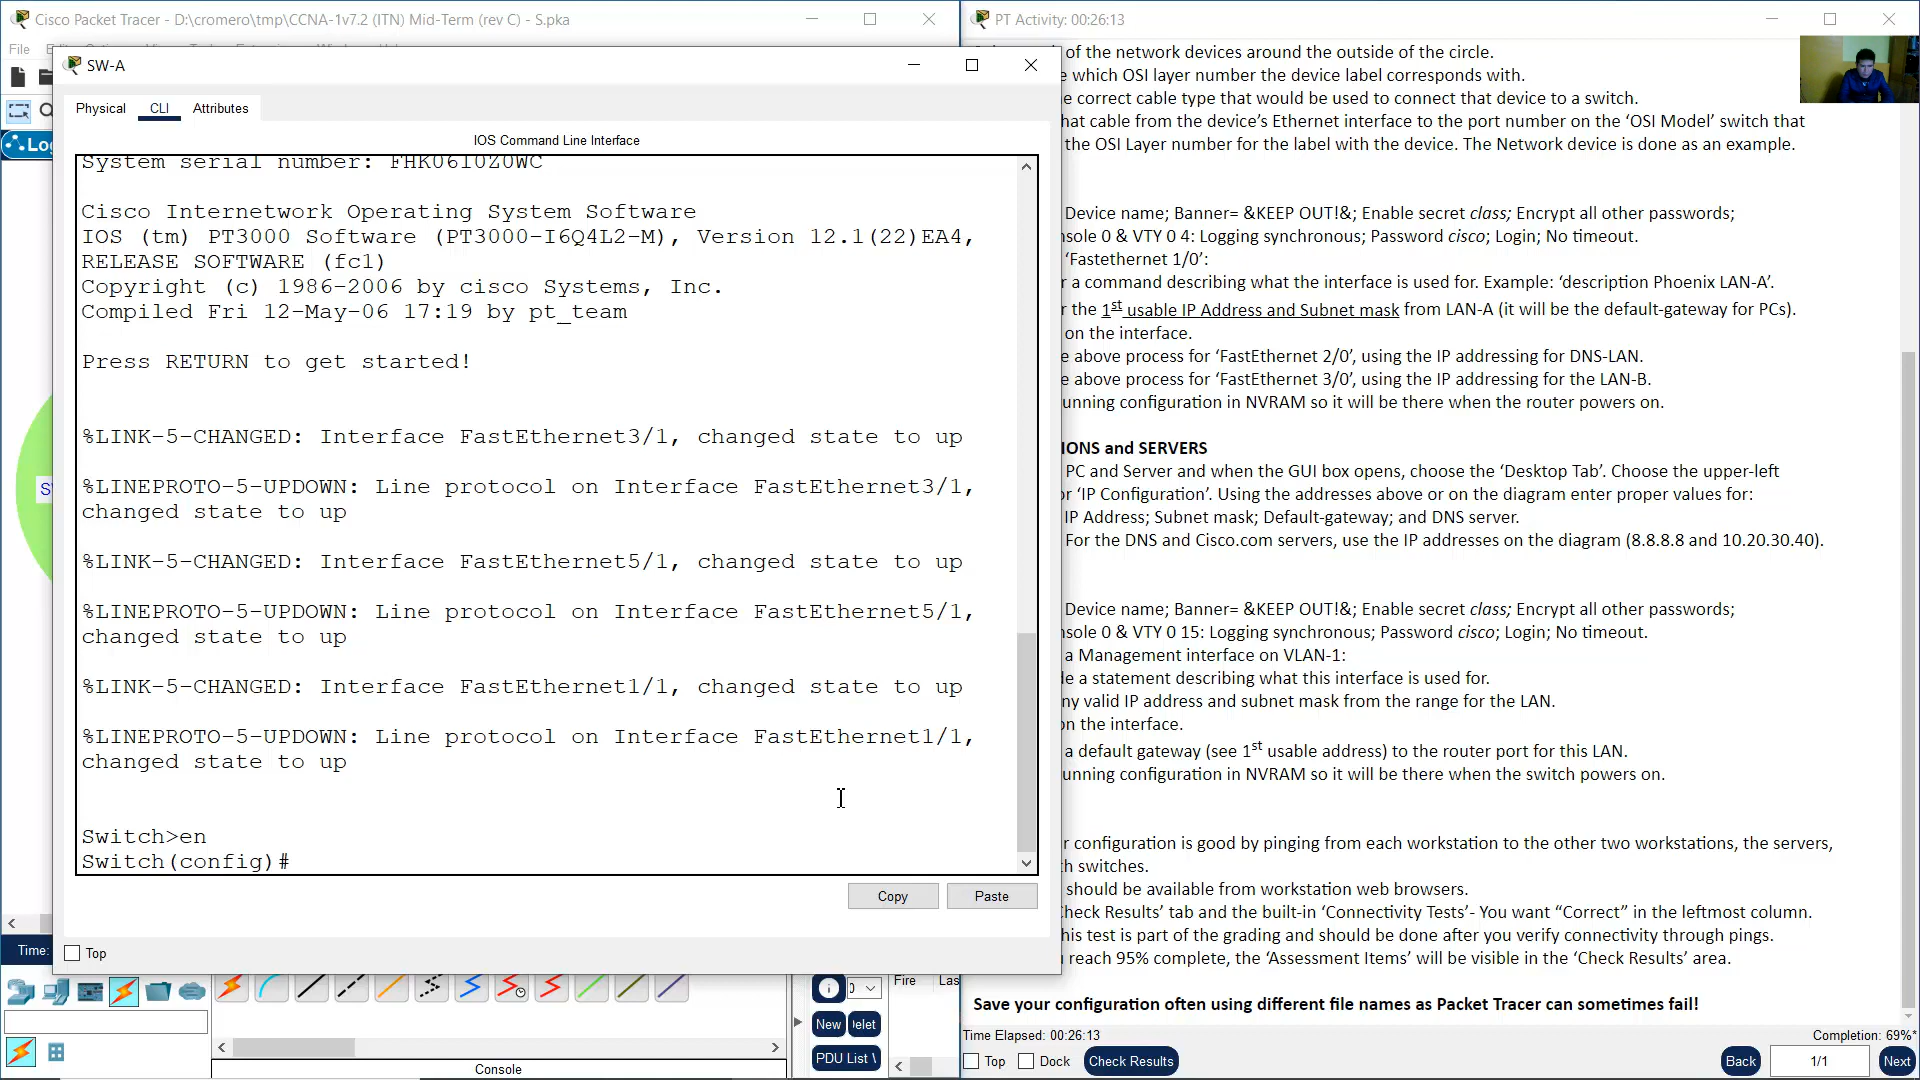 Cisco Packet Tracer - D:\cromero\tmp\CCNA-1v7.2 (ITN) Mid-Term (rev C) - S.pka
File
SW-A
Physical CLI Attributes
IOS Command Line Interface
System serial number: FHK0610Z0WC
Cisco Internetwork Operating System Software
IOS (tm) PT3000 Software (PT3000-I6Q4L2-M), Version 12.1(22)EA4,
RELEASE SOFTWARE (fc1)
Copyright (c) 1986-2006 by cisco Systems, Inc.
Compiled Fri 12-May-06 17:19 by pt_team
Press RETURN to get started!
%LINK-5-CHANGED: Interface FastEthernet3/1, changed state to up
%LINEPROTO-5-UPDOWN: Line protocol on Interface FastEthernet3/1,
changed state to up
%LINK-5-CHANGED: Interface FastEthernet5/1, changed state to up
%LINEPROTO-5-UPDOWN: Line protocol on Interface FastEthernet5/1,
changed state to up
%LINK-5-CHANGED: Interface FastEthernet1/1, changed state to up
%LINEPROTO-5-UPDOWN: Line protocol on Interface FastEthernet1/1,
changed state to up
Switch>en
Switch(config)#
Copy Paste
Top
Time:
Fire Las
New elet
PDU List \
Console
PT Activity: 00:26:13
of the network devices around the outside of the circle.
e which OSI layer number the device label corresponds with.
e correct cable type that would be used to connect that device to a switch.
hat cable from the device's Ethernet interface to the port number on the 'OSI Model' switch that
the OSI Layer number for the label with the device. The Network device is done as an example.
Device name; Banner= &KEEP OUT!&; Enable secret class; Encrypt all other passwords;
nsole 0 & VTY 0 4: Logging synchronous; Password cisco; Login; No timeout.
'Fastethernet 1/0':
r a command describing what the interface is used for. Example: 'description Phoenix LAN-A'.
r the 1st usable IP Address and Subnet mask from LAN-A (it will be the default-gateway for PCs).
on the interface.
e above process for 'FastEthernet 2/0', using the IP addressing for DNS-LAN.
e above process for 'FastEthernet 3/0', using the IP addressing for the LAN-B.
unning configuration in NVRAM so it will be there when the router powers on.
IONS and SERVERS
PC and Server and when the GUI box opens, choose the 'Desktop Tab'. Choose the upper-left
or 'IP Configuration'. Using the addresses above or on the diagram enter proper values for:
IP Address; Subnet mask; Default-gateway; and DNS server.
For the DNS and Cisco.com servers, use the IP addresses on the diagram (8.8.8.8 and 10.20.30.40).
Device name; Banner= &KEEP OUT!&; Enable secret class; Encrypt all other passwords;
nsole 0 & VTY 0 15: Logging synchronous; Password cisco; Login; No timeout.
a Management interface on VLAN-1:
de a statement describing what this interface is used for.
ny valid IP address and subnet mask from the range for the LAN.
on the interface.
a default gateway (see 1st usable address) to the router port for this LAN.
unning configuration in NVRAM so it will be there when the switch powers on.
r configuration is good by pinging from each workstation to the other two workstations, the servers,
h switches.
should be available from workstation web browsers.
heck Results' tab and the built-in 'Connectivity Tests'- You want "Correct" in the leftmost column.
his test is part of the grading and should be done after you verify connectivity through pings.
reach 95% complete, the 'Assessment Items' will be visible in the 'Check Results' area.
Save your configuration often using different file names as Packet Tracer can sometimes fail!
Time Elapsed: 00:26:13 Completion: 69%*
Top Dock Check Results Back 1/1 Next